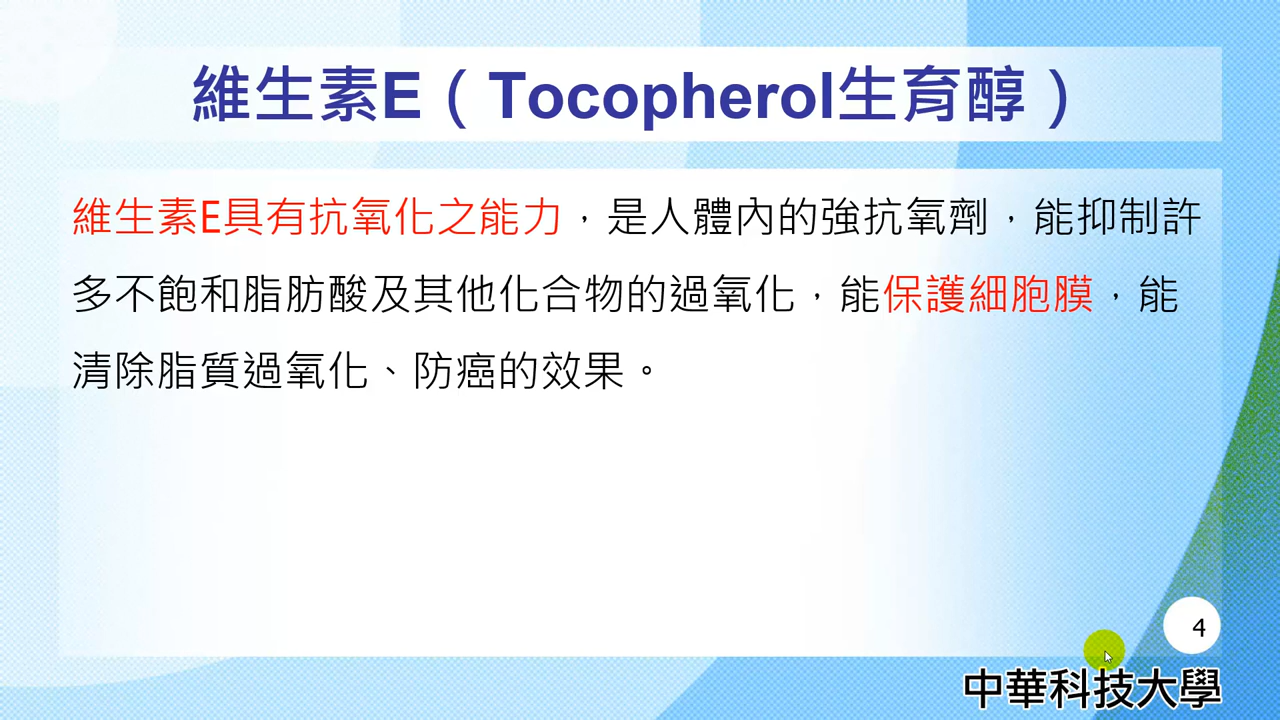 維生素E（Tocopherol生育醇）
維生素E具有抗氧化之能力，是人體內的強抗氧劑，能抑制許
多不飽和脂肪酸及其他化合物的過氧化，能保護細胞膜，能
清除脂質過氧化、防癌的效果。
4
中華科技大學